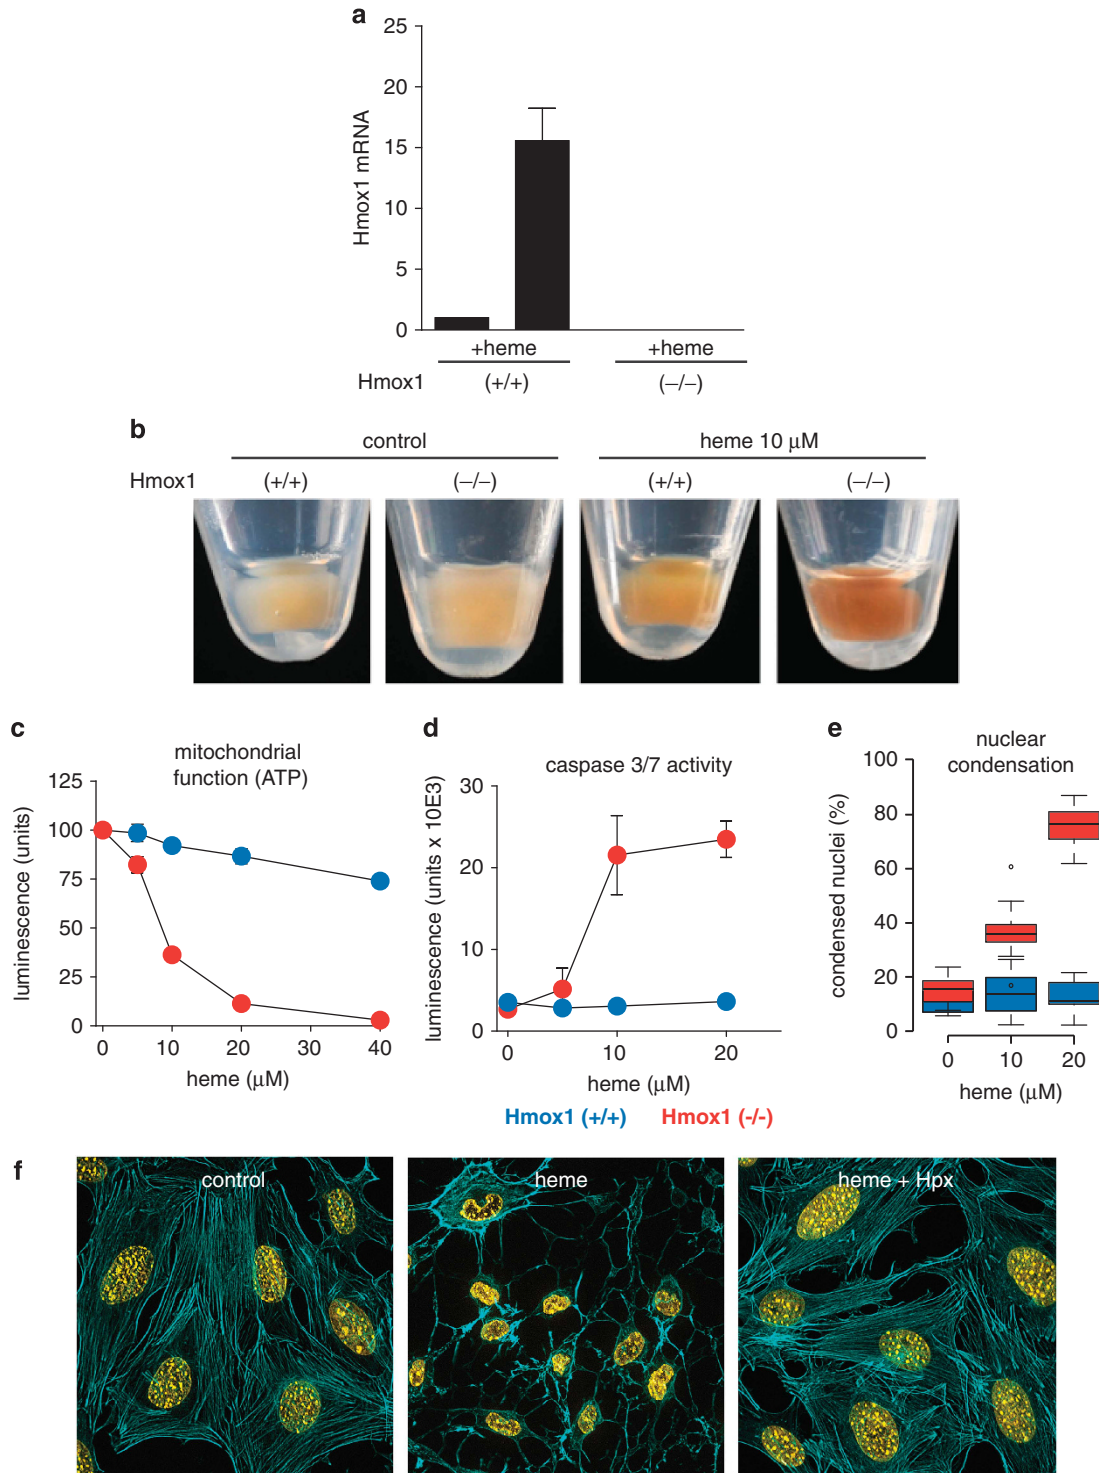 a
25
20
15
10
5
0
Hmox1 mRNA
+heme +heme
Hmox1 (+/+) (–/–)
b
control heme 10 μM
Hmox1 (+/+) (–/–) (+/+) (–/–)
c
mitochondrial
function (ATP)
125
100
75
50
25
0
luminescence (units)
0 10 20 30 40
heme (μM)
d
caspase 3/7 activity
30
20
10
0
luminescence (units x 10E3)
0 10 20
heme (μM)
e
nuclear
condensation
100
80
60
40
20
0
condensed nuclei (%)
0 10 20
heme (μM)
Hmox1 (+/+) Hmox1 (-/-)
f
control heme heme + Hpx